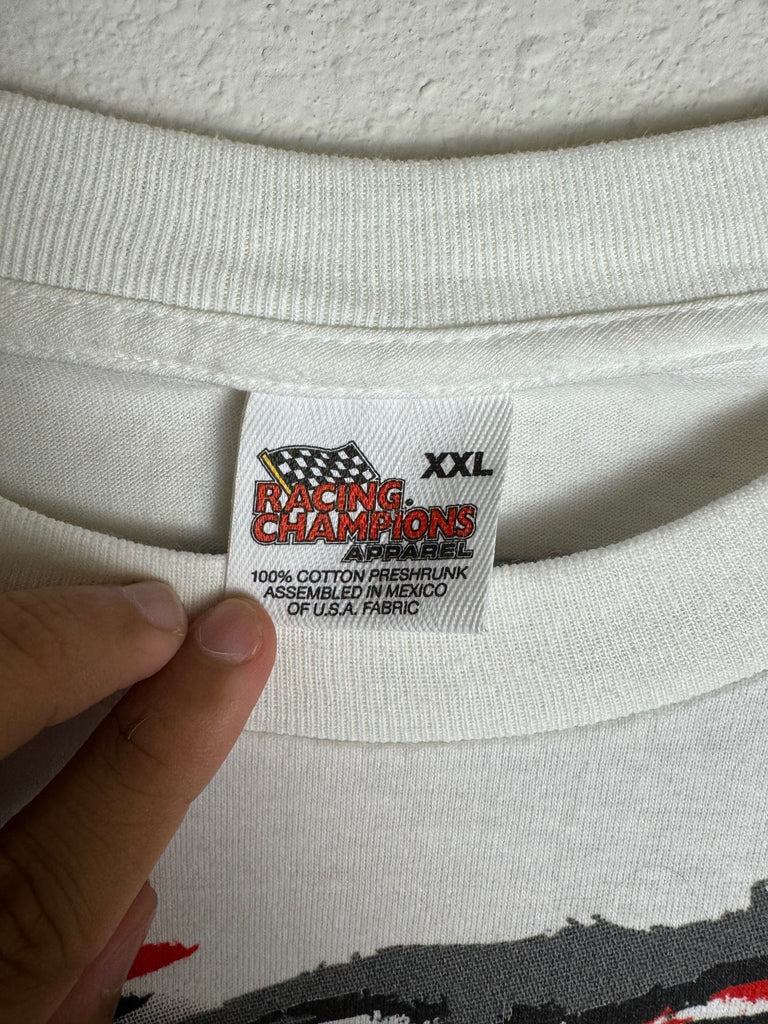 XXL
RACING
CHAMPIONS
APPAREL
100% COTTON PRESHRUNK
ASSEMBLED IN MEXICO
OF U.S.A. FABRIC